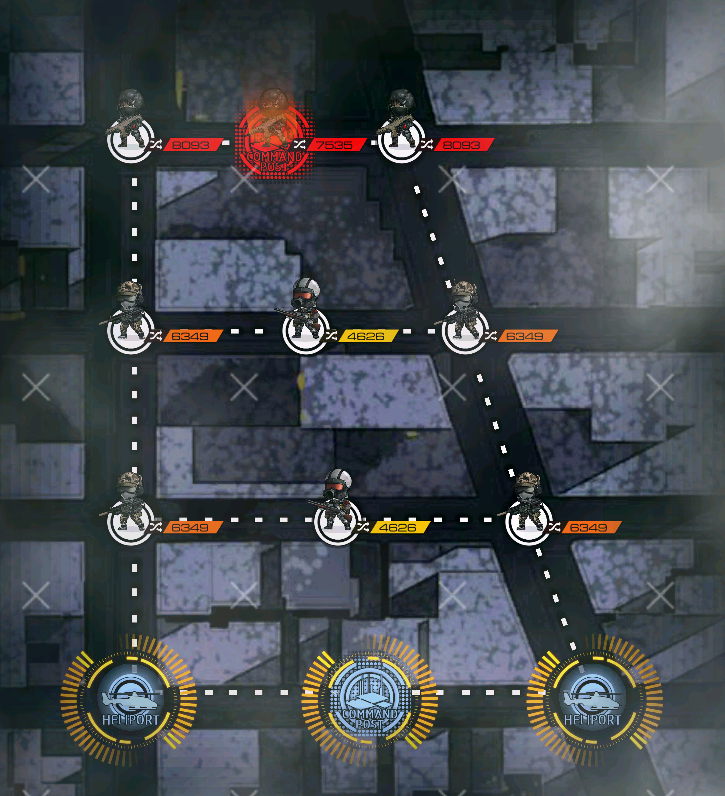 8093
7535
8093
COMMAND
POST
6349
4626
6349
6349
4626
6349
HELIPORT
COMMAND
POST
HELIPORT